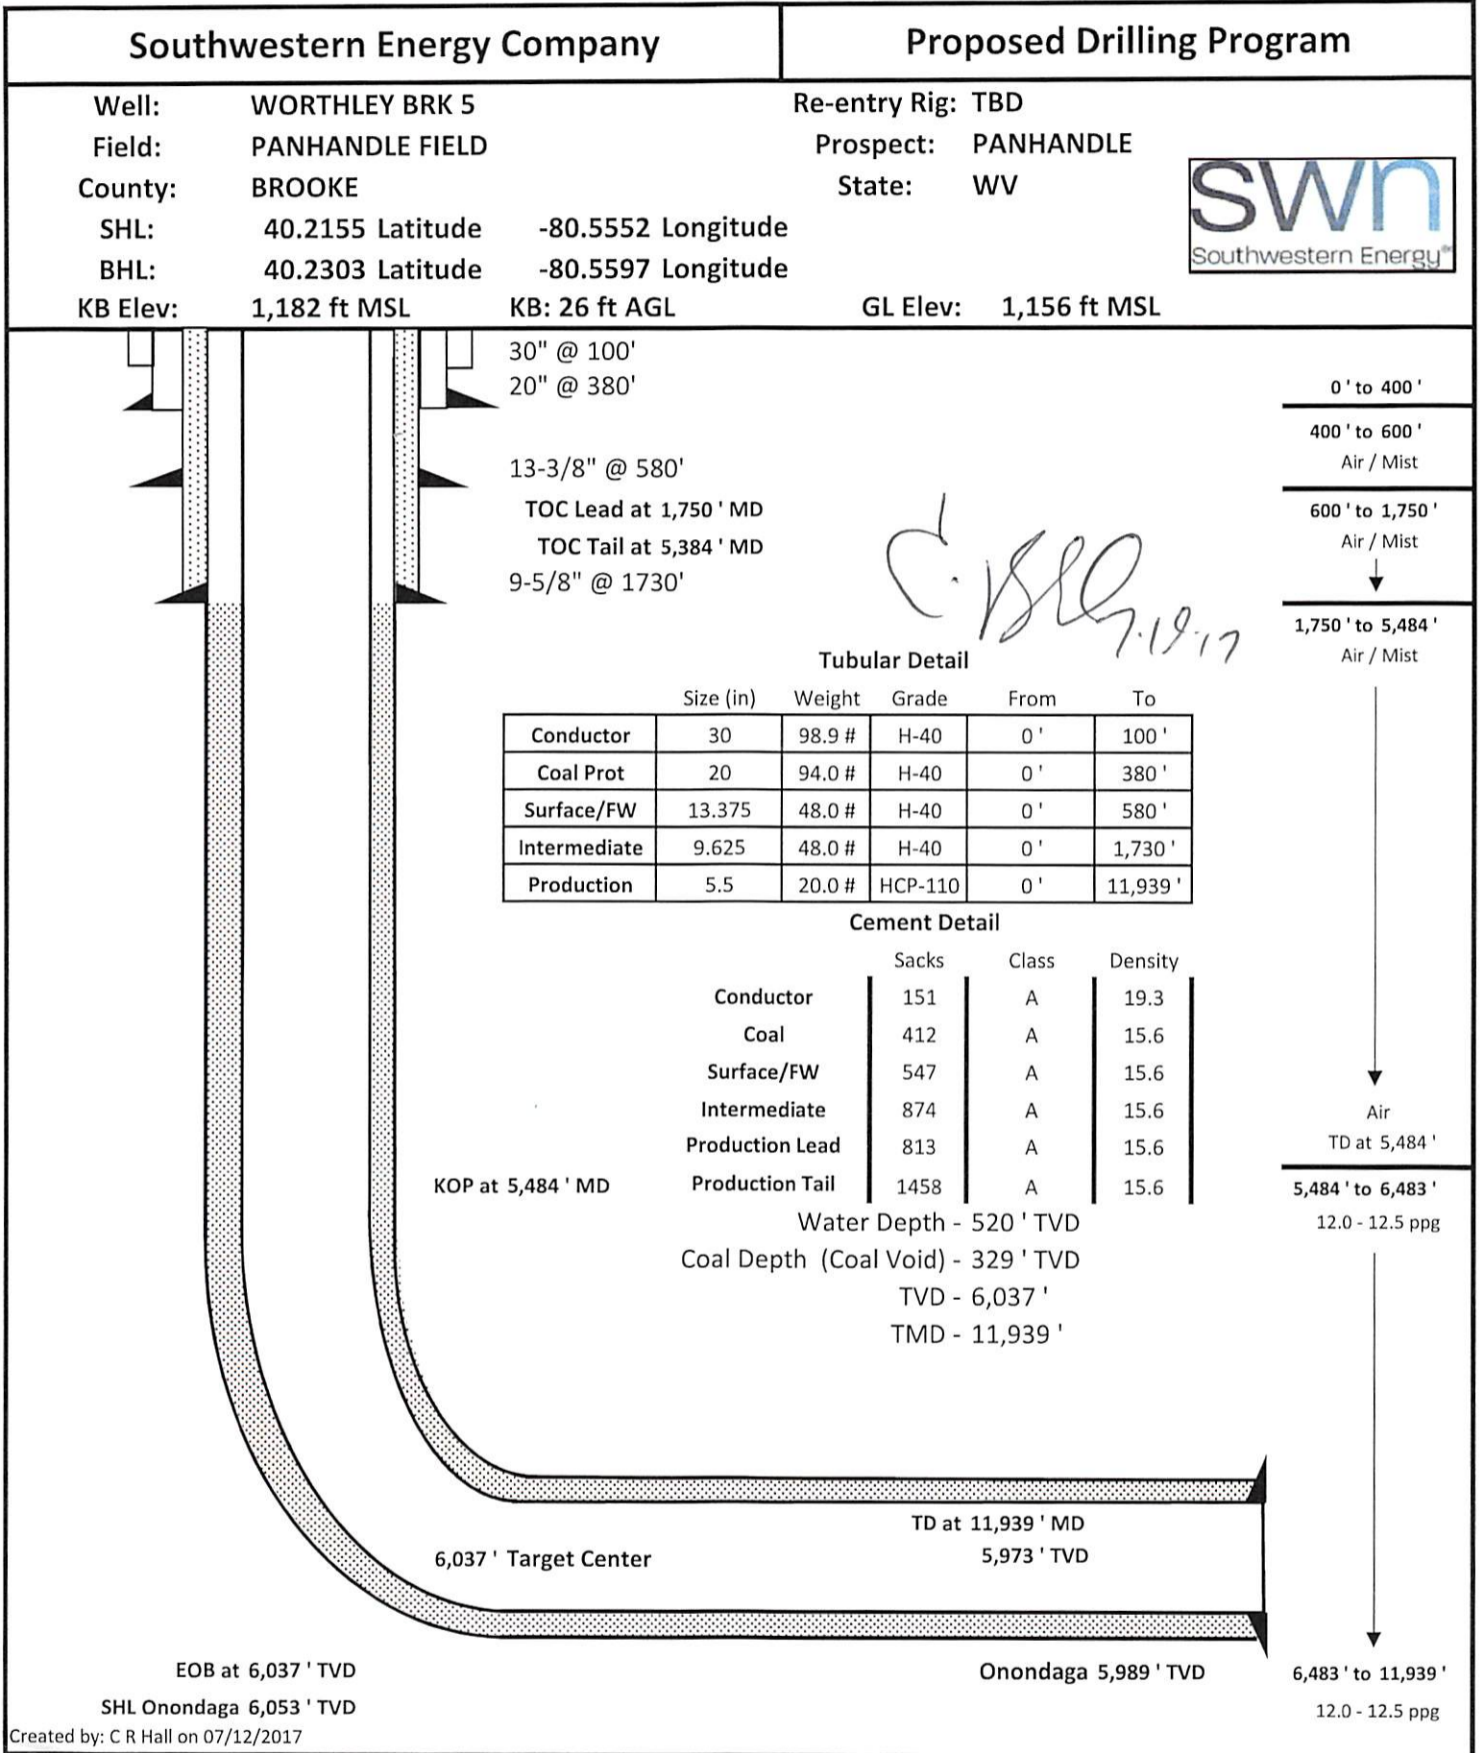 Southwestern Energy Company
Proposed Drilling Program
Well: WORTHLEY BRK 5 Re-entry Rig: TBD
Field: PANHANDLE FIELD Prospect: PANHANDLE
County: BROOKE State: WV
SHL: 40.2155 Latitude -80.5552 Longitude
BHL: 40.2303 Latitude -80.5597 Longitude
KB Elev: 1,182 ft MSL KB: 26 ft AGL GL Elev: 1,156 ft MSL
swn
Southwestern Energy®
30" @ 100'
20" @ 380'
13-3/8" @ 580'
TOC Lead at 1,750 ' MD
TOC Tail at 5,384 ' MD
9-5/8" @ 1730'
0 ' to 400 '
400 ' to 600 '
Air / Mist
600 ' to 1,750 '
Air / Mist
1,750 ' to 5,484 '
Air / Mist
Tubular Detail
Size (in) Weight Grade From To
Conductor 30 98.9 # H-40 0 ' 100 '
Coal Prot 20 94.0 # H-40 0 ' 380 '
Surface/FW 13.375 48.0 # H-40 0 ' 580 '
Intermediate 9.625 48.0 # H-40 0 ' 1,730 '
Production 5.5 20.0 # HCP-110 0 ' 11,939 '
Cement Detail
Sacks Class Density
Conductor 151 A 19.3
Coal 412 A 15.6
Surface/FW 547 A 15.6
Intermediate 874 A 15.6
Production Lead 813 A 15.6
Production Tail 1458 A 15.6
Air
TD at 5,484 '
KOP at 5,484 ' MD
5,484 ' to 6,483 '
12.0 - 12.5 ppg
Water Depth - 520 ' TVD
Coal Depth (Coal Void) - 329 ' TVD
TVD - 6,037 '
TMD - 11,939 '
TD at 11,939 ' MD
5,973 ' TVD
6,037 ' Target Center
EOB at 6,037 ' TVD
SHL Onondaga 6,053 ' TVD
Onondaga 5,989 ' TVD
6,483 ' to 11,939 '
12.0 - 12.5 ppg
Created by: C R Hall on 07/12/2017